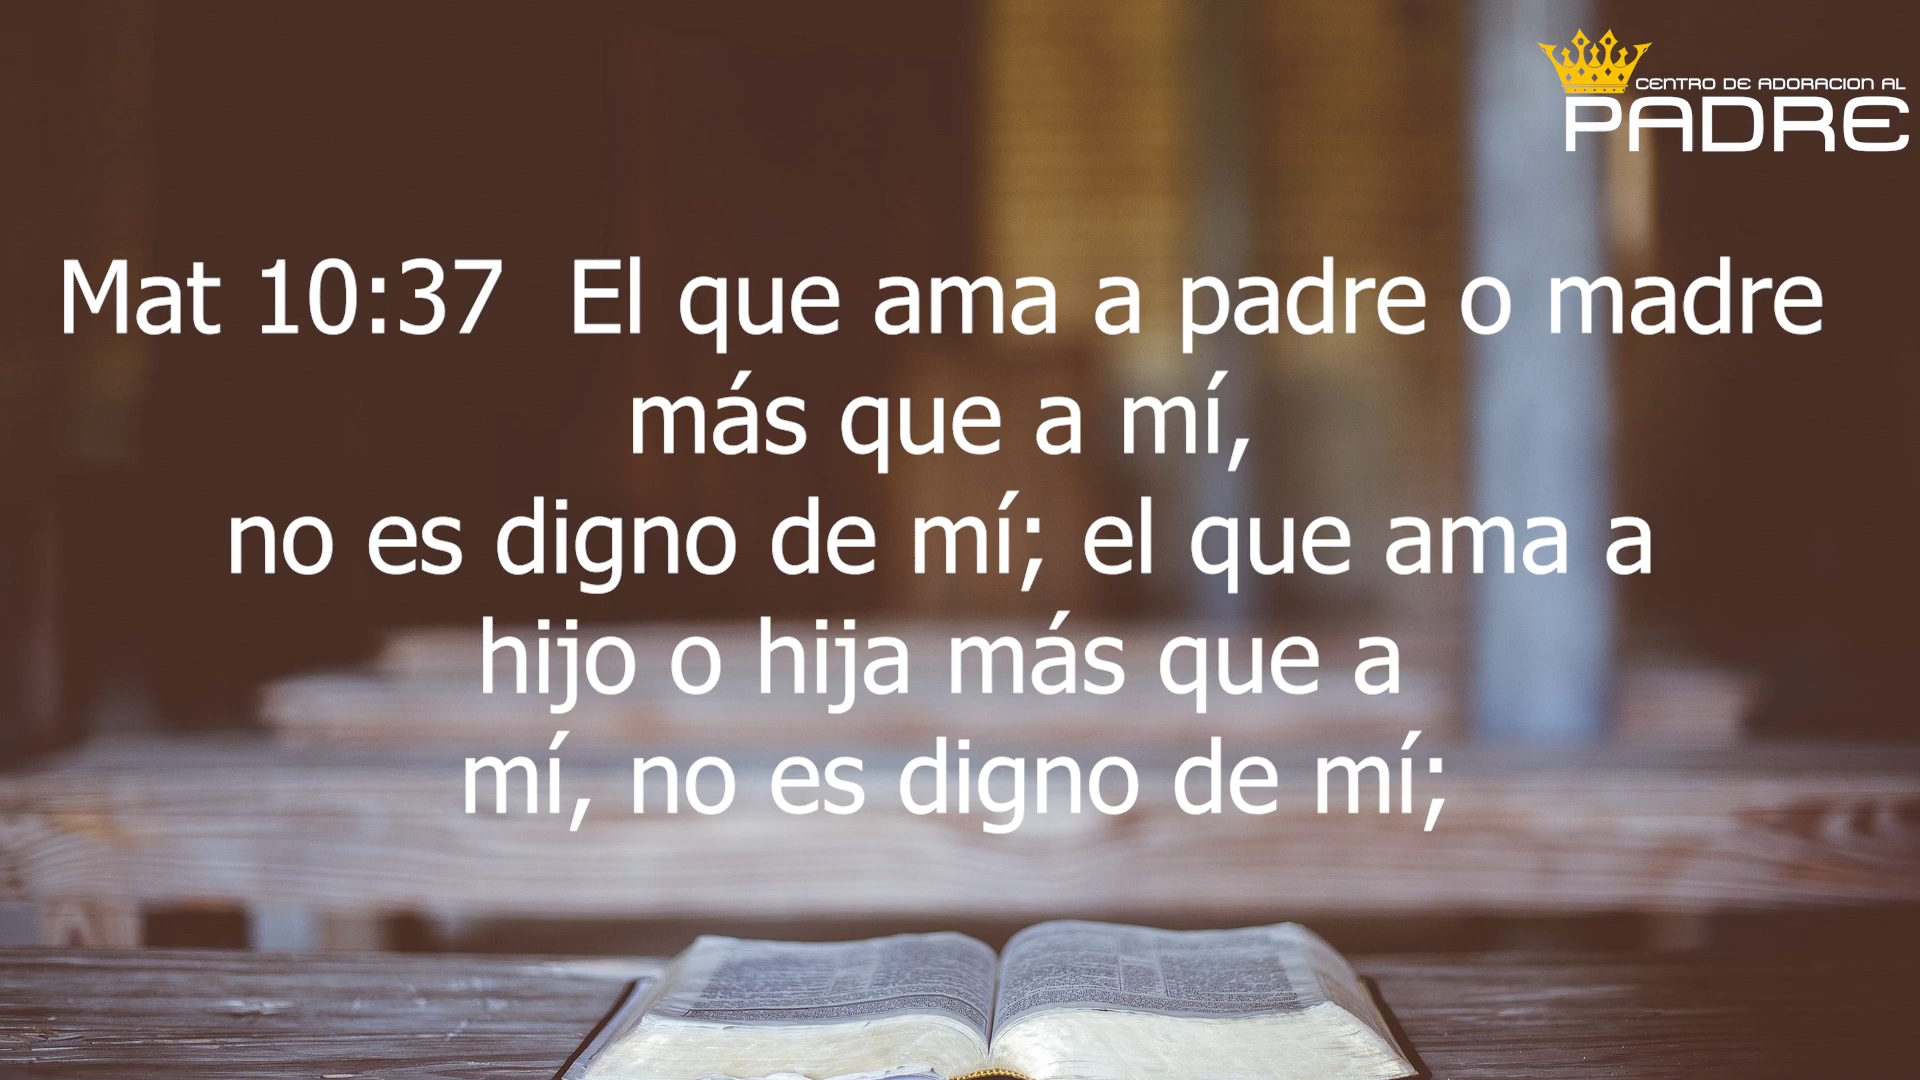 CENTRO DE ADORACION AL
PADRE
Mat 10:37  El que ama a padre o madre
más que a mí,
no es digno de mí; el que ama a
hijo o hija más que a
mí, no es digno de mí;